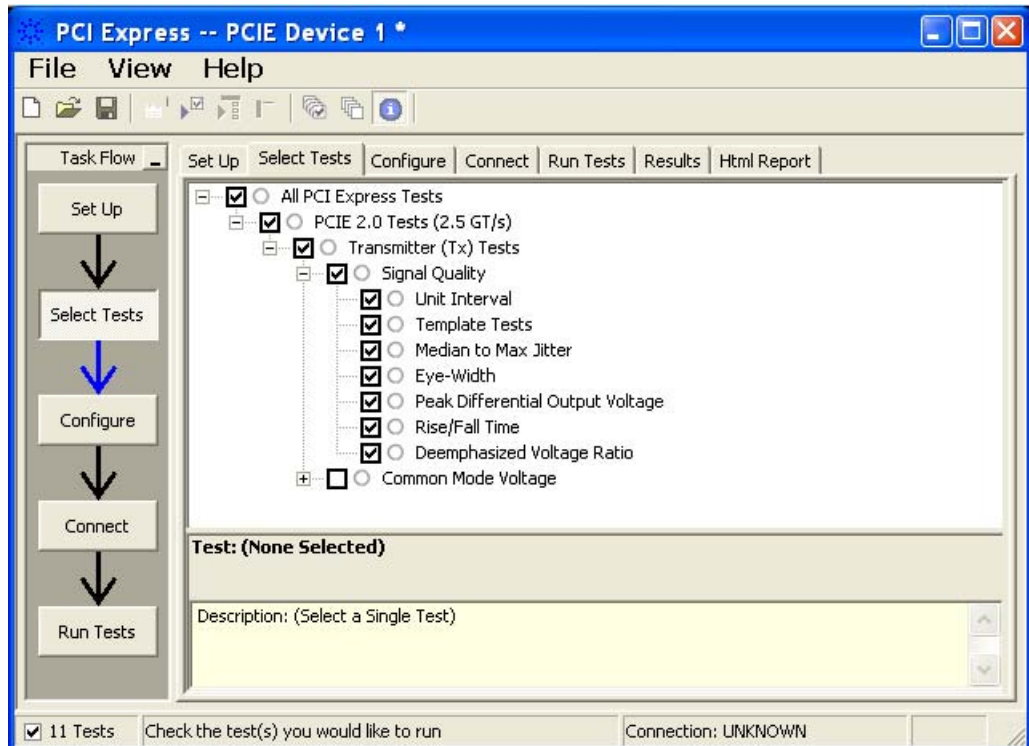 PCI Express -- PCIE Device 1 *
File View Help
Task Flow
Set Up
Select Tests
Configure
Connect
Run Tests
Set Up Select Tests Configure Connect Run Tests Results Html Report
All PCI Express Tests
PCIE 2.0 Tests (2.5 GT/s)
Transmitter (Tx) Tests
Signal Quality
Unit Interval
Template Tests
Median to Max Jitter
Eye-Width
Peak Differential Output Voltage
Rise/Fall Time
Deemphasized Voltage Ratio
Common Mode Voltage
Test: (None Selected)
Description: (Select a Single Test)
11 Tests Check the test(s) you would like to run Connection: UNKNOWN